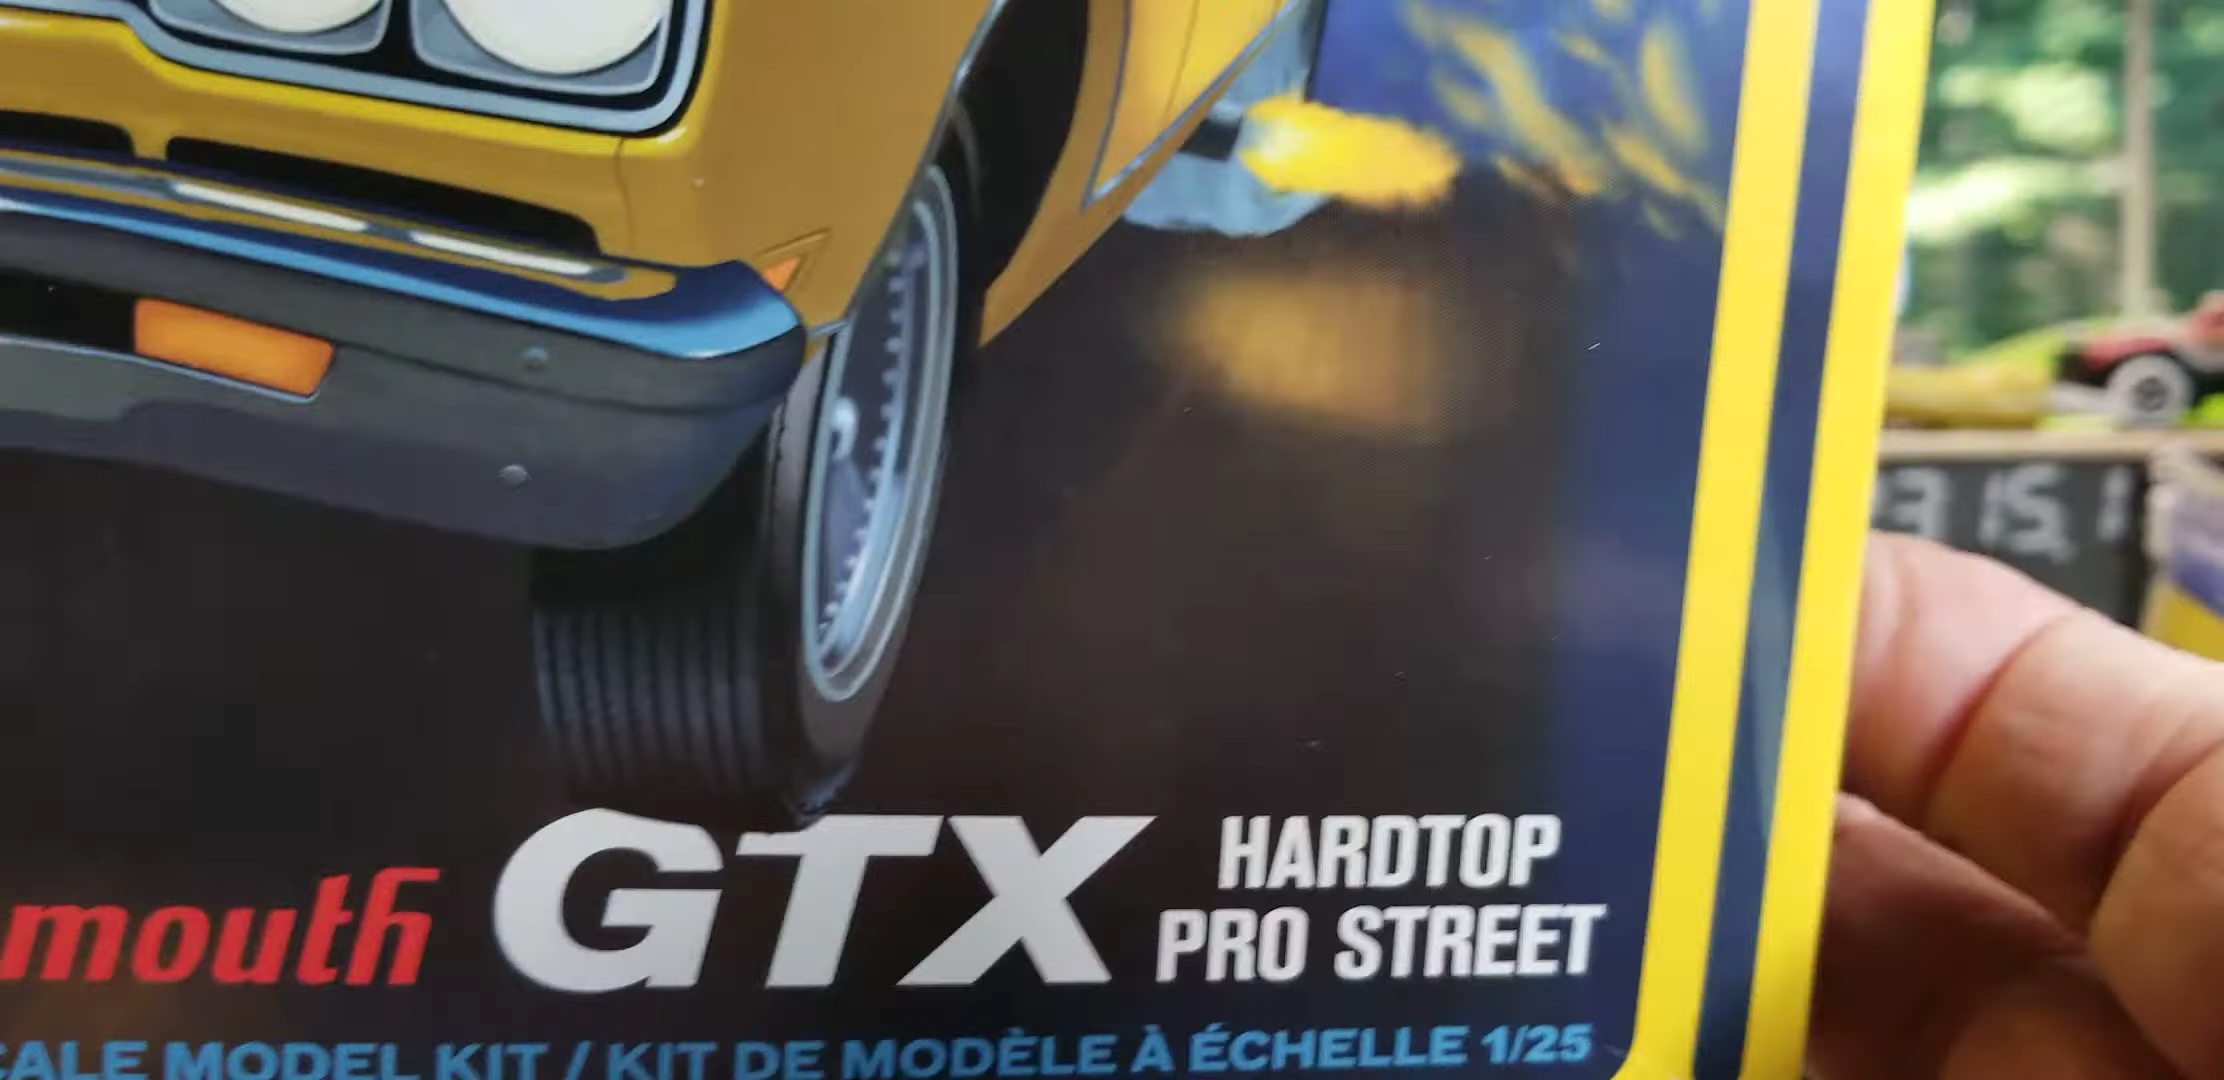 mouth GTX HARDTOP
PRO STREET
CALE MODEL KIT / KIT DE MODÈLE À ÉCHELLE 1/25